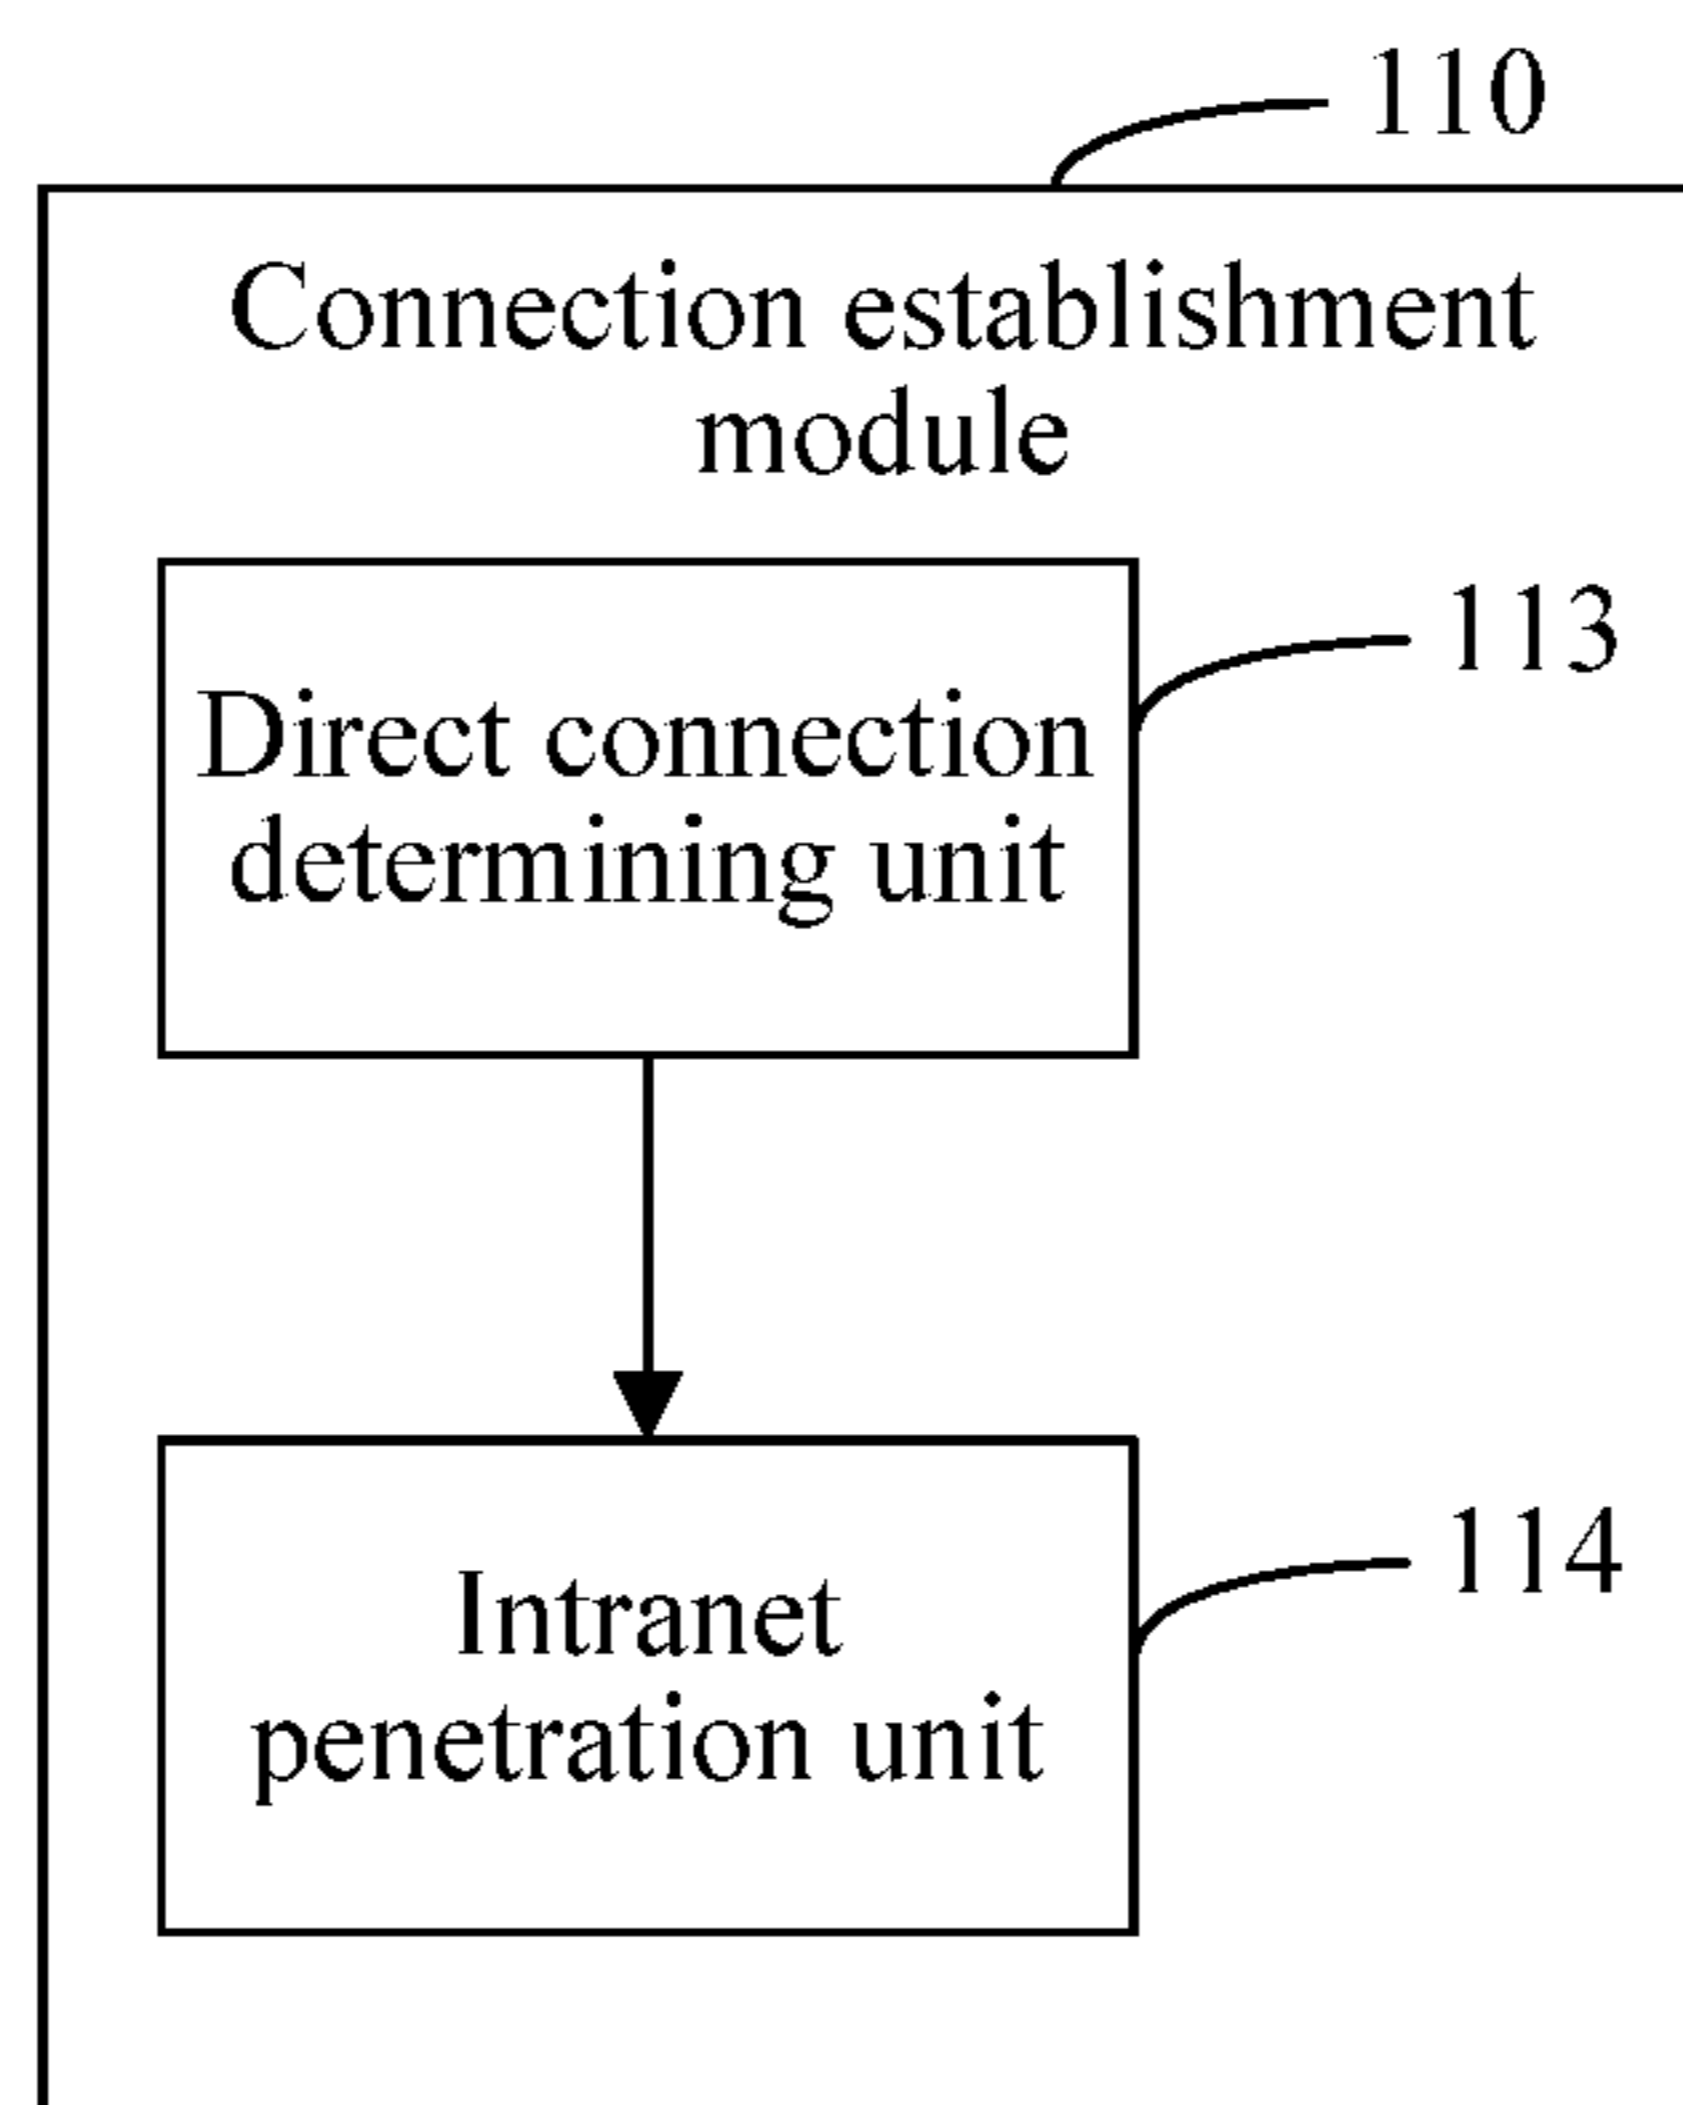 110
Connection establishment
module
113
Direct connection
determining unit
114
Intranet
penetration unit